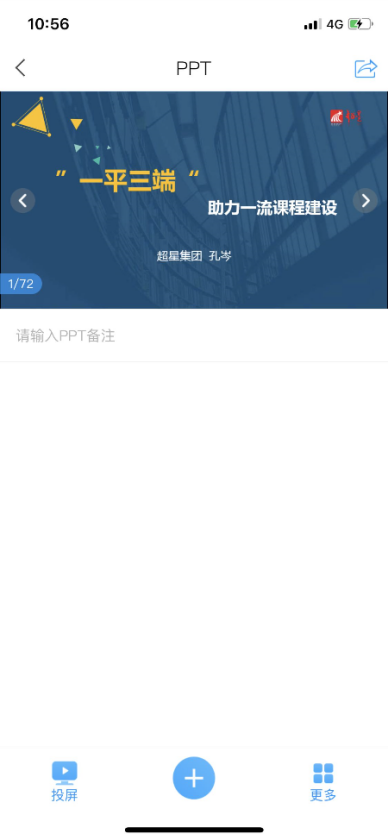 10:56
4G
PPT
” 一平三端 “
助力一流课程建设
超星集团 孔岑
1/72
请输入PPT备注
投屏
更多